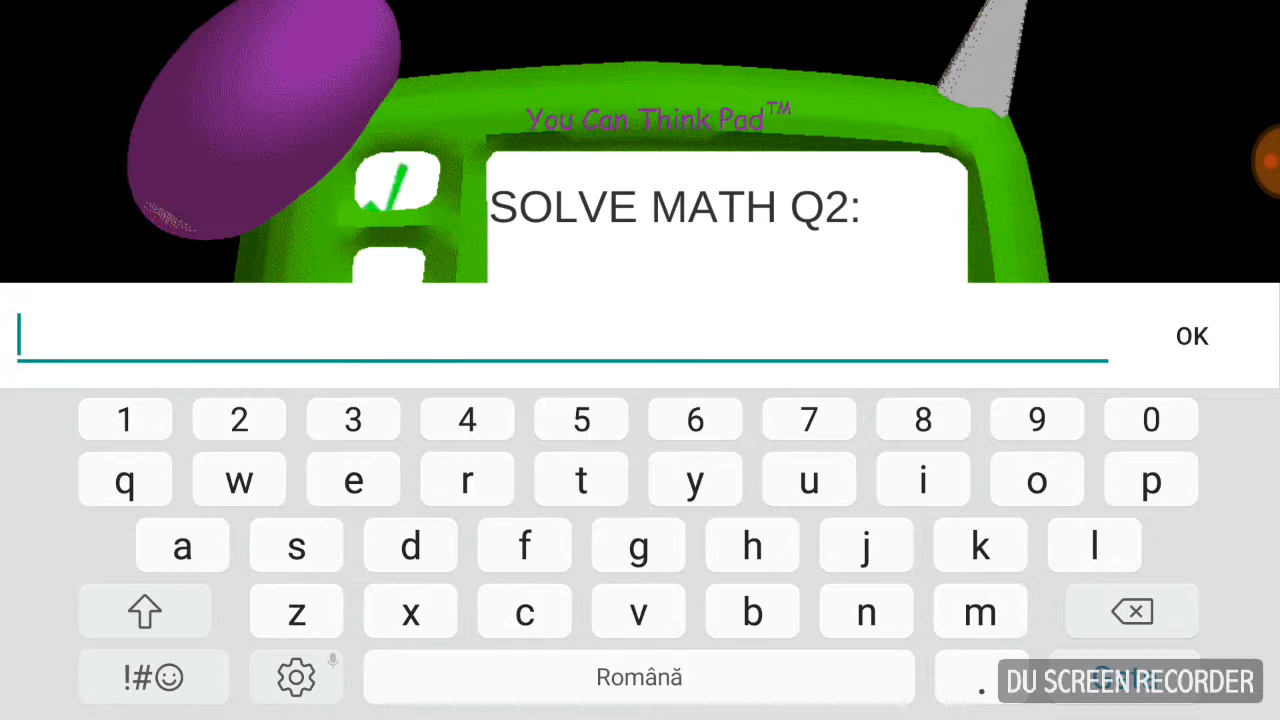 You Can Think Pad™
SOLVE MATH Q2:
OK
1 2 3 4 5 6 7 8 9 0
q w e r t y u i o p
a s d f g h j k l
z x c v b n m
!#☺ Română .
DU SCREEN RECORDER